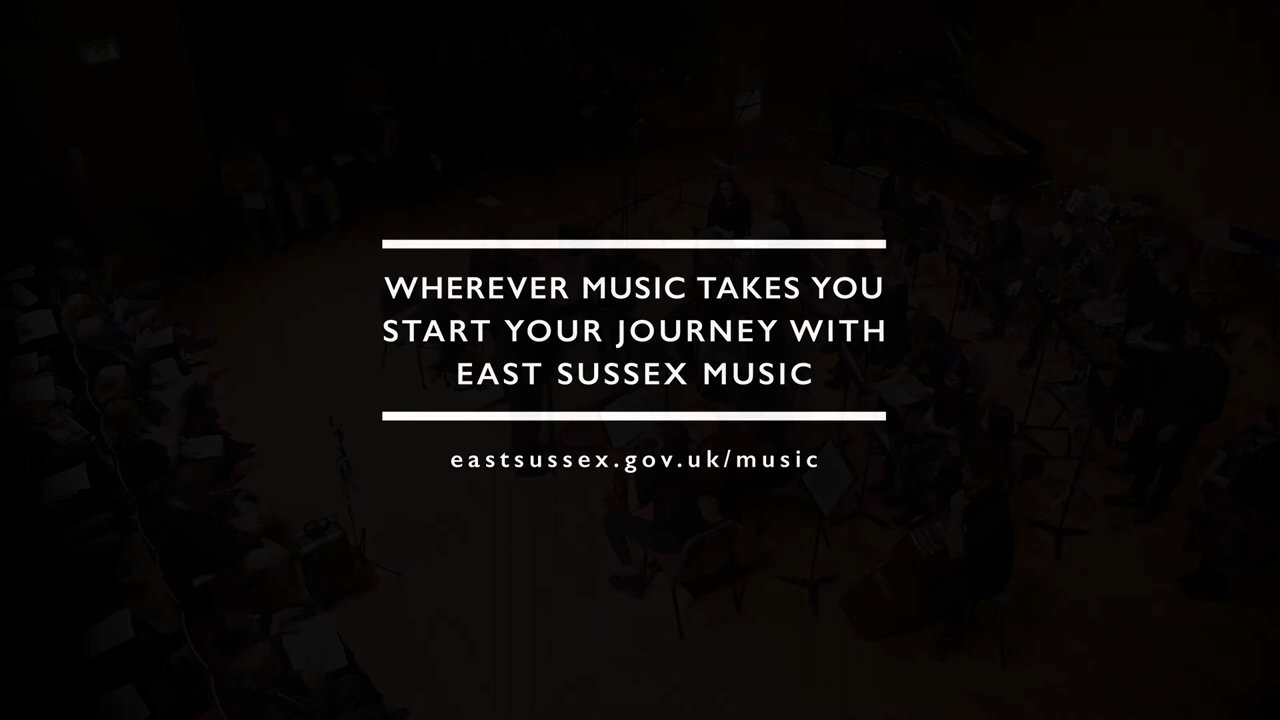 WHEREVER MUSIC TAKES YOU
START YOUR JOURNEY WITH
EAST SUSSEX MUSIC
eastsussex.gov.uk/music